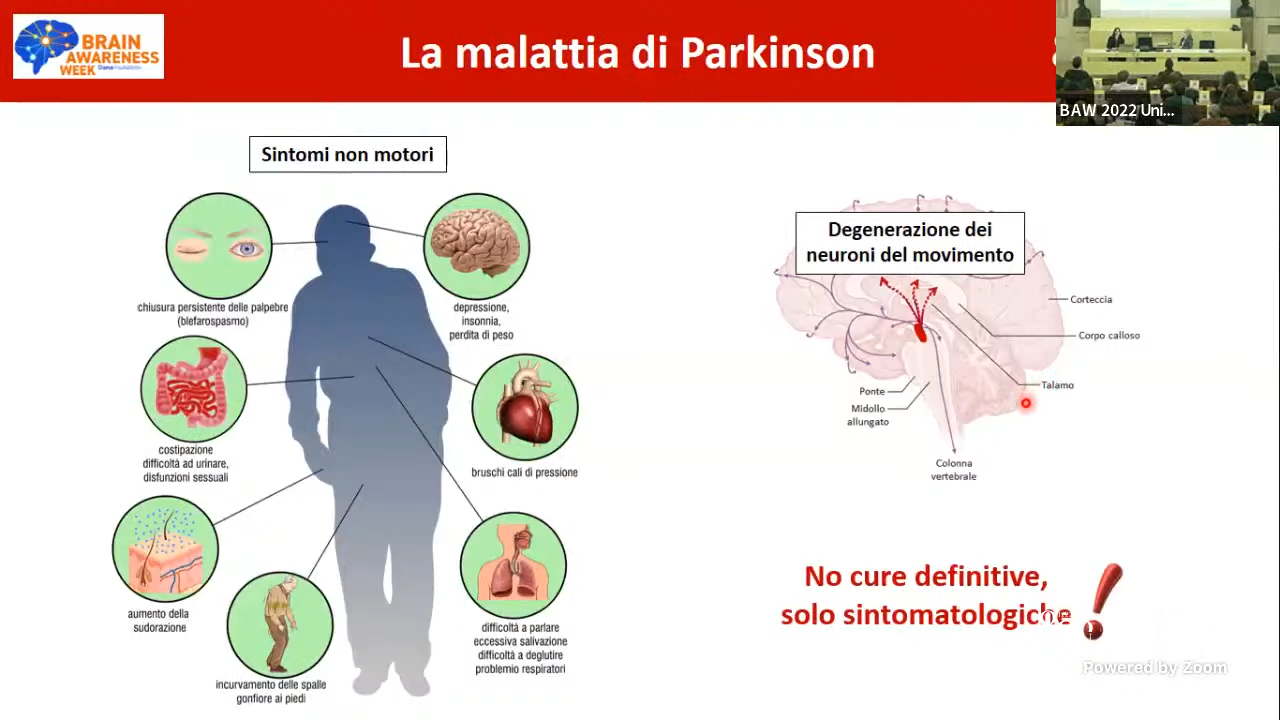 BRAIN
AWARENESS
WEEK
La malattia di Parkinson
BAW 2022 Uni...
Sintomi non motori
chiusura persistente delle palpebre
(blefarospasmo)
depressione,
insonnia,
perdita di peso
costipazione
difficoltà ad urinare,
disfunzioni sessuali
bruschi cali di pressione
aumento della
sudorazione
difficoltà a parlare
eccessiva salivazione
difficoltà a deglutire
problemio respiratori
incurvamento delle spalle
gonfiore ai piedi
Degenerazione dei
neuroni del movimento
Corteccia
Corpo calloso
Talamo
Ponte
Midollo
allungato
Colonna
vertebrale
No cure definitive,
solo sintomatologiche
Powered by Zoom